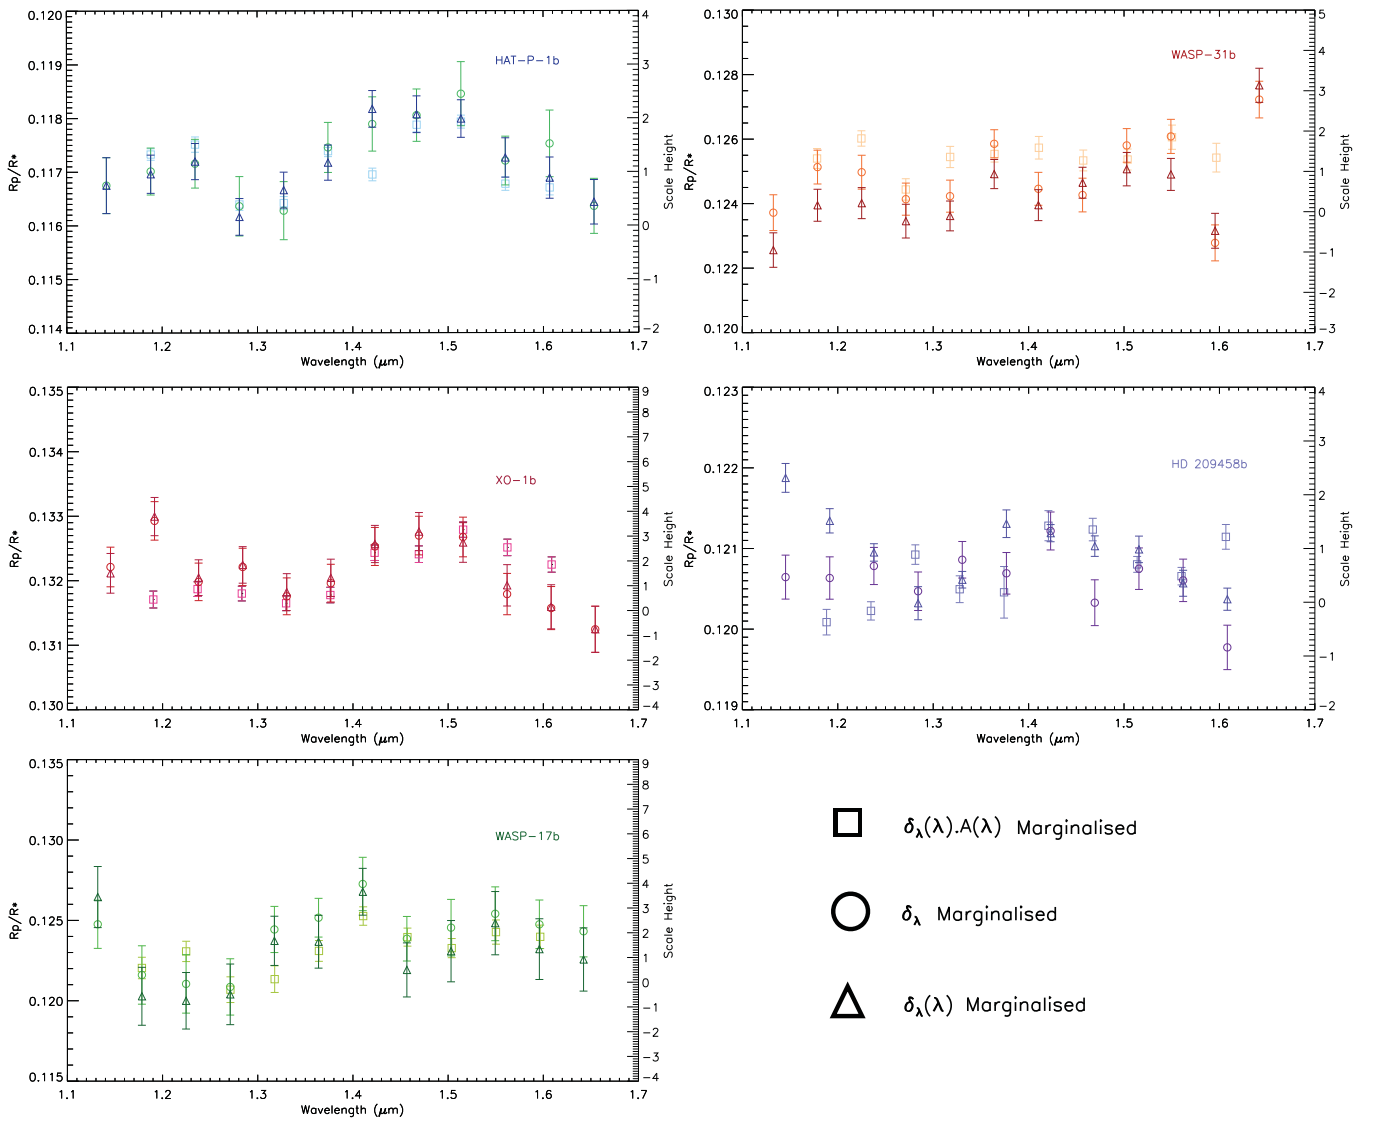 HAT-P-1b
0.120
0.119
0.118
0.117
0.116
0.115
0.114
Rp/R*
4
3
2
1
0
-1
-2
Scale Height
1.1 1.2 1.3 1.4 1.5 1.6 1.7
Wavelength (μm)
WASP-31b
0.130
0.128
0.126
0.124
0.122
0.120
Rp/R*
5
4
3
2
1
0
-1
-2
-3
Scale Height
1.1 1.2 1.3 1.4 1.5 1.6 1.7
Wavelength (μm)
XO-1b
0.135
0.134
0.133
0.132
0.131
0.130
Rp/R*
9
8
7
6
5
4
3
2
1
0
-1
-2
-3
-4
Scale Height
1.1 1.2 1.3 1.4 1.5 1.6 1.7
Wavelength (μm)
HD 209458b
0.123
0.122
0.121
0.120
0.119
Rp/R*
4
3
2
1
0
-1
-2
Scale Height
1.1 1.2 1.3 1.4 1.5 1.6 1.7
Wavelength (μm)
WASP-17b
0.135
0.130
0.125
0.120
0.115
Rp/R*
9
8
7
6
5
4
3
2
1
0
-1
-2
-3
-4
Scale Height
1.1 1.2 1.3 1.4 1.5 1.6 1.7
Wavelength (μm)
δλ(λ).A(λ) Marginalised
δλ Marginalised
δλ(λ) Marginalised